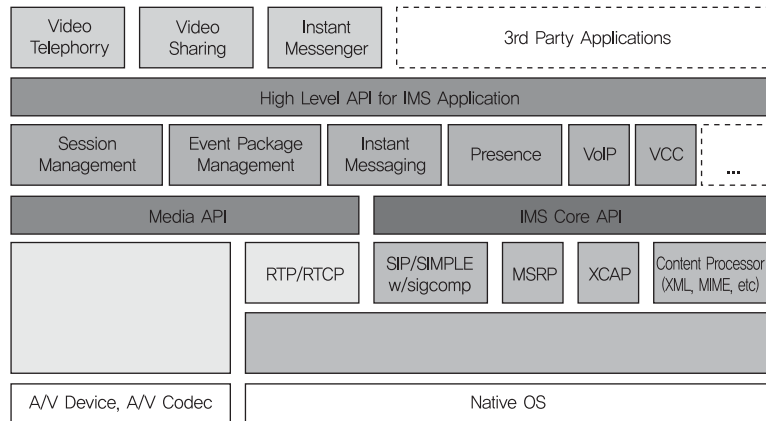 Video
Telephorry
Video
Sharing
Instant
Messenger
3rd Party Applications
High Level API for IMS Application
Session
Management
Event Package
Management
Instant
Messaging
Presence
VoIP
VCC
...
Media API
IMS Core API
RTP/RTCP
SIP/SIMPLE
w/sigcomp
MSRP
XCAP
Content Processor
(XML, MIME, etc)
A/V Device, A/V Codec
Native OS